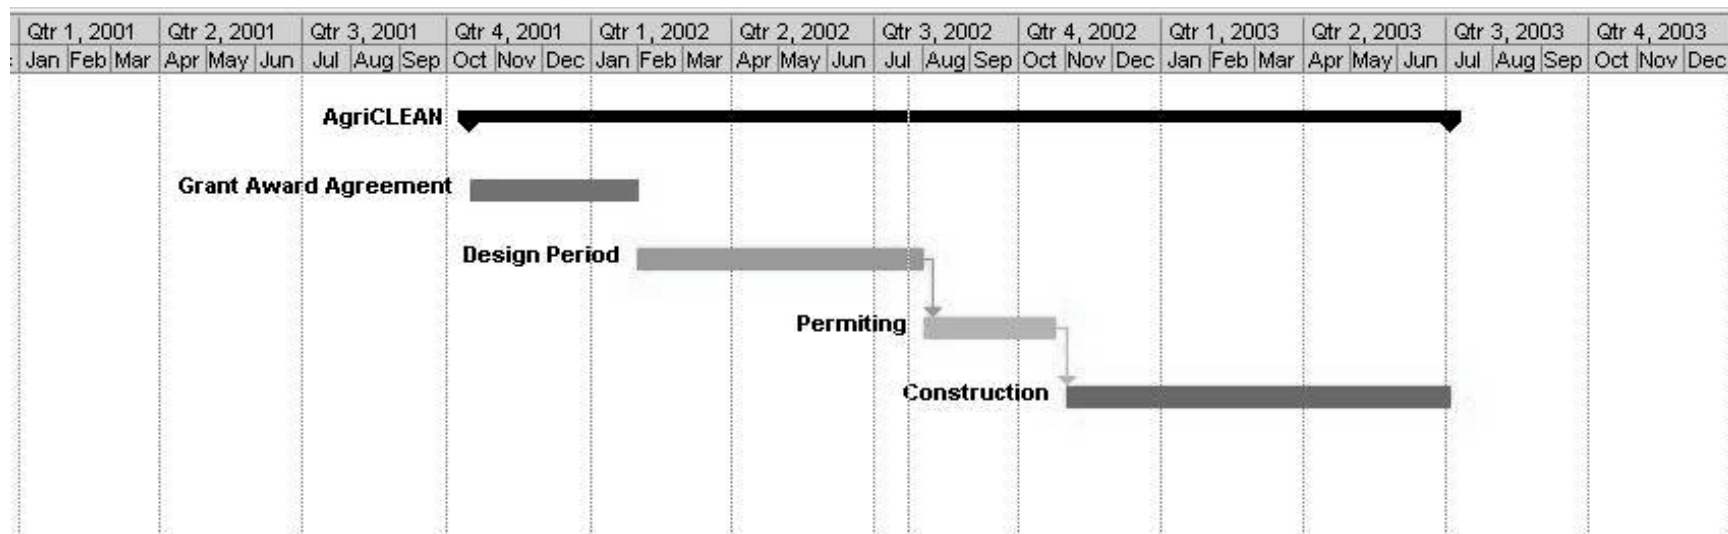 Qtr 1, 2001 Qtr 2, 2001 Qtr 3, 2001 Qtr 4, 2001 Qtr 1, 2002 Qtr 2, 2002 Qtr 3, 2002 Qtr 4, 2002 Qtr 1, 2003 Qtr 2, 2003 Qtr 3, 2003 Qtr 4, 2003
Jan Feb Mar Apr May Jun Jul Aug Sep Oct Nov Dec Jan Feb Mar Apr May Jun Jul Aug Sep Oct Nov Dec Jan Feb Mar Apr May Jun Jul Aug Sep Oct Nov Dec
AgriCLEAN
Grant Award Agreement
Design Period
Permiting
Construction